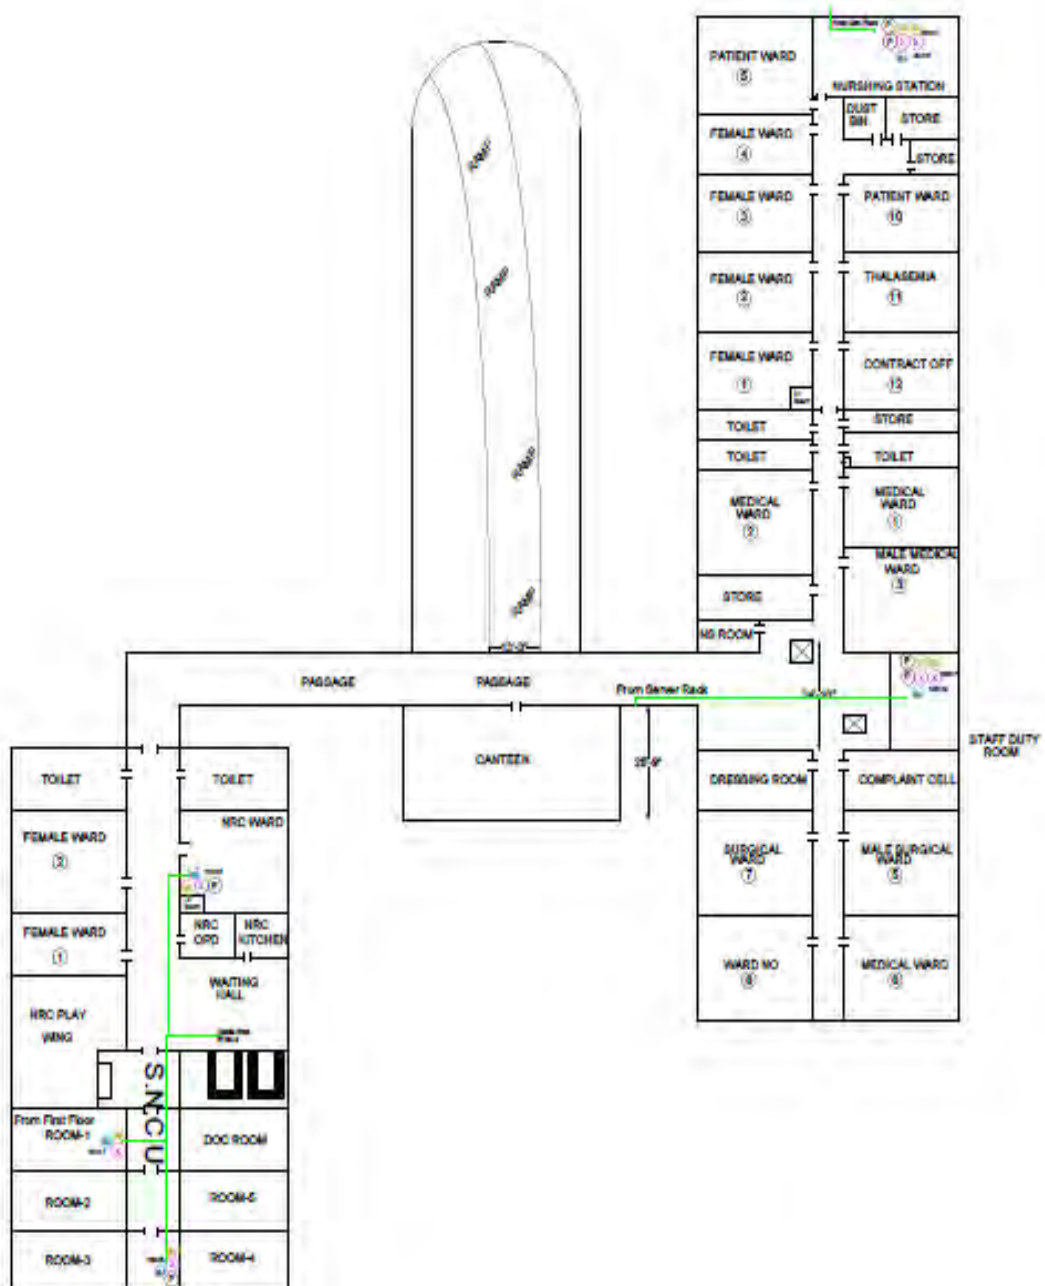 PATIENT WARD
5
NURSHING STATION
DUST
BIN
STORE
FEMALE WARD
4
STORE
FEMALE WARD
3
PATIENT WARD
10
FEMALE WARD
2
THALASEMIA
11
FEMALE WARD
1
CONTRACT OFF
12
STORE
TOILET
TOILET
TOILET
MEDICAL
WARD
2
MEDICAL
WARD
1
MALE MEDICAL
WARD
3
STORE
NS ROOM
RAMP
RAMP
RAMP
RAMP
PASSAGE
PASSAGE
From Server Rack
STAFF DUTY
ROOM
CANTEEN
DRESSING ROOM
COMPLAINT CELL
SURGICAL
WARD
7
MALE SURGICAL
WARD
5
WARD NO
8
MEDICAL WARD
6
TOILET
TOILET
FEMALE WARD
2
NRC WARD
FEMALE WARD
1
NRC
OPD
NRC
KITCHEN
WAITING
HALL
NRC PLAY
WING
S.N.C.U
From First Floor
ROOM-1
DOC ROOM
ROOM-2
ROOM-5
ROOM-3
ROOM-4